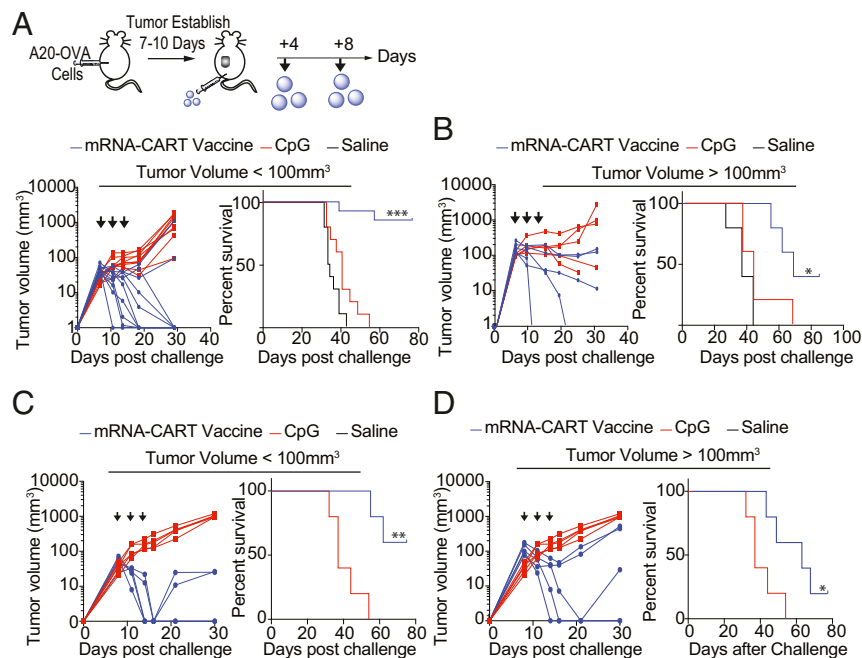 A
Tumor Establish
7-10 Days
A20-OVA
Cells
+4 +8
Days
mRNA-CART Vaccine CpG Saline
Tumor Volume < 100mm³
Tumor volume (mm³)
10000
1000
100
10
1
0 10 20 30 40
Days post challenge
Percent survival
100
50
***
0 20 40 60 80
Days post challenge
B
mRNA-CART Vaccine CpG Saline
Tumor Volume > 100mm³
Tumor volume (mm³)
10000
1000
100
10
1
0 10 20 30 40
Days post challenge
Percent survival
100
50
*
0 20 40 60 80 100
Days post challenge
C
mRNA-CART Vaccine CpG Saline
Tumor Volume < 100mm³
Tumor volume (mm³)
10000
1000
100
10
0
0 10 20 30
Days post challenge
Percent survival
100
50
**
0 20 40 60 80
Days post challenge
D
mRNA-CART Vaccine CpG Saline
Tumor Volume > 100mm³
Tumor volume (mm³)
10000
1000
100
10
0
0 10 20 30
Days post challenge
Percent survival
100
50
*
0 20 40 60 80
Days after Challenge